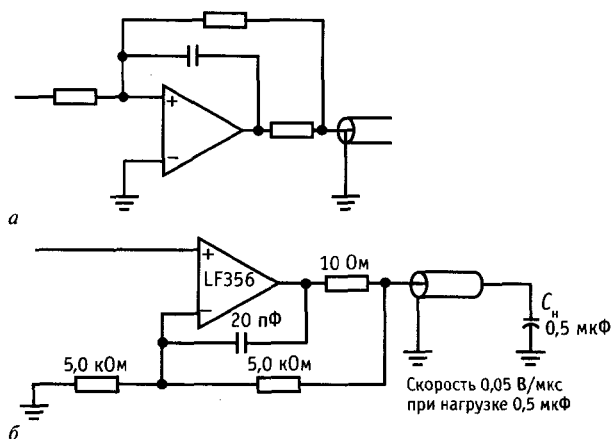 +
−
а
+
LF356
−
10 Ом
20 пФ
5,0 кОм
5,0 кОм
Cн
0,5 мкФ
Скорость 0,05 В/мкс
при нагрузке 0,5 мкФ
б